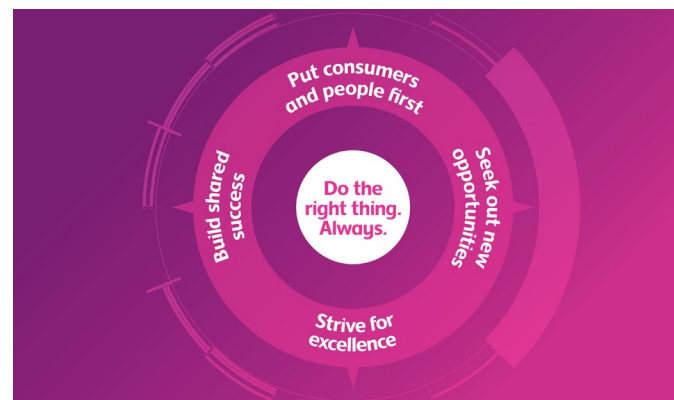 Put consumers
and people first
Seek out new
opportunities
Do the
right thing.
Always.
Build shared
success
Strive for
excellence